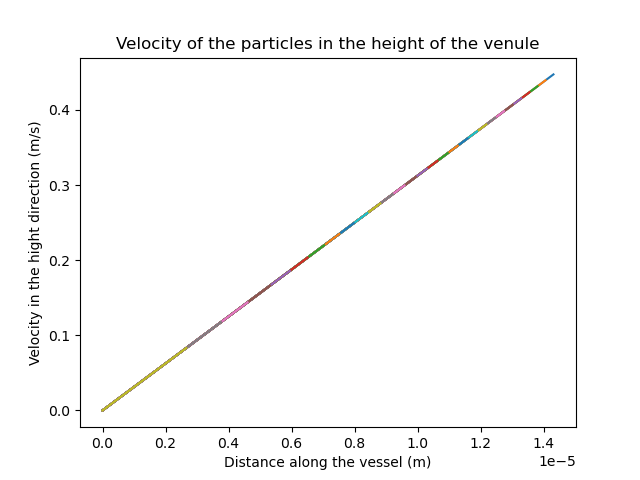 Velocity of the particles in the height of the venule
Velocity in the hight direction (m/s)
0.4
0.3
0.2
0.1
0.0
0.0 0.2 0.4 0.6 0.8 1.0 1.2 1.4
1e−5
Distance along the vessel (m)